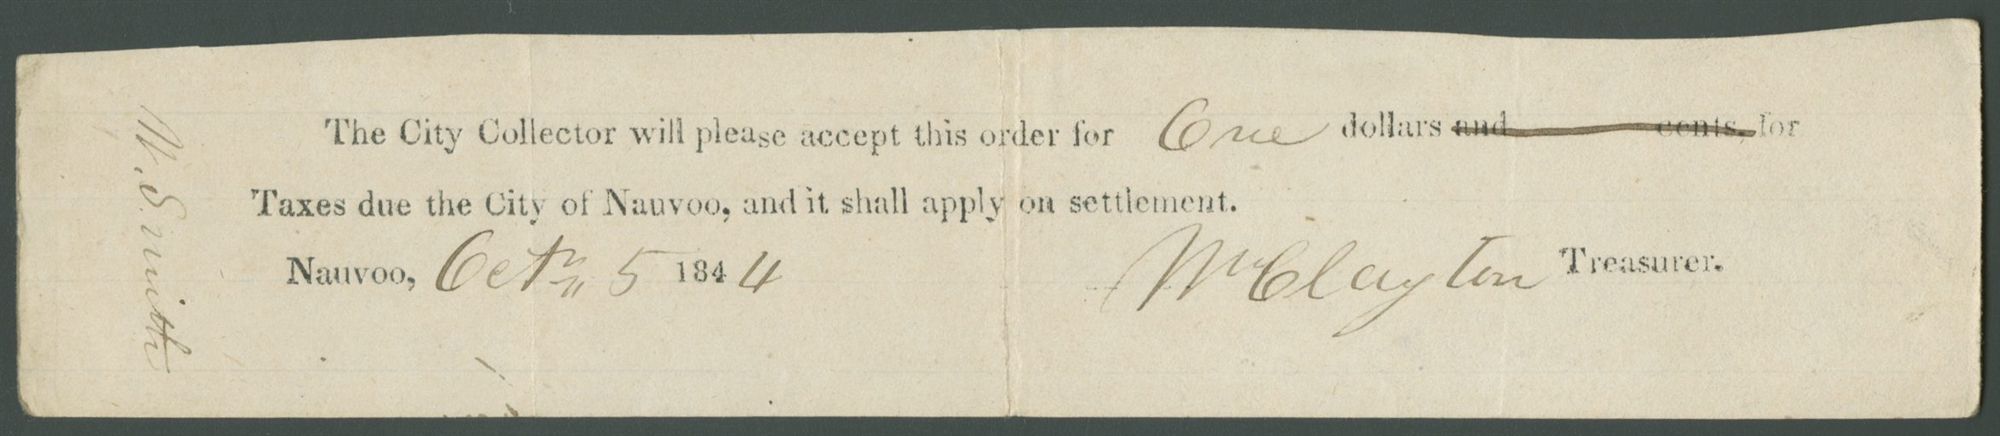 W. Smith
The City Collector will please accept this order for One dollars and cents, for
Taxes due the City of Nauvoo, and it shall apply on settlement.
Nauvoo, Octr 5 1844 Wm Clayton Treasurer.